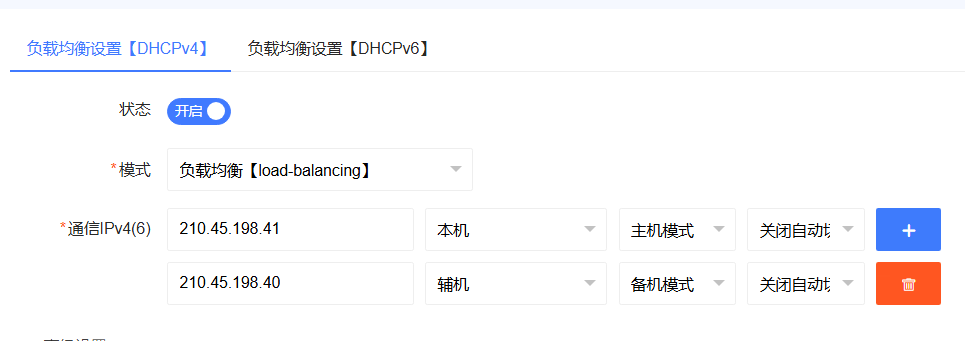 负载均衡设置【DHCPv4】 负载均衡设置【DHCPv6】
状态 开启
*模式 负载均衡【load-balancing】
*通信IPv4(6) 210.45.198.41 本机 主机模式 关闭自动切 +
210.45.198.40 辅机 备机模式 关闭自动切